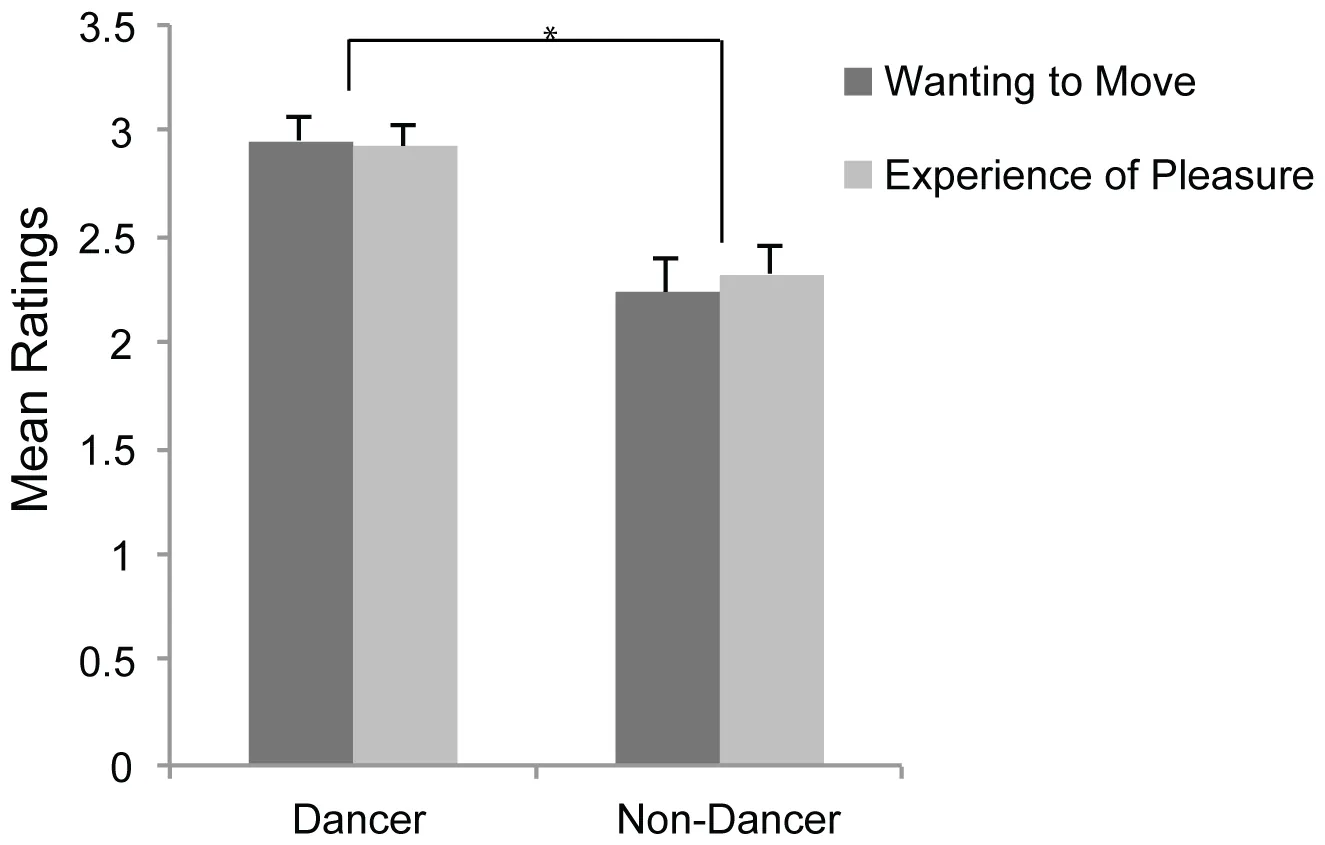 3.5
3
2.5
2
1.5
1
0.5
0
Mean Ratings
*
Wanting to Move
Experience of Pleasure
Dancer
Non-Dancer